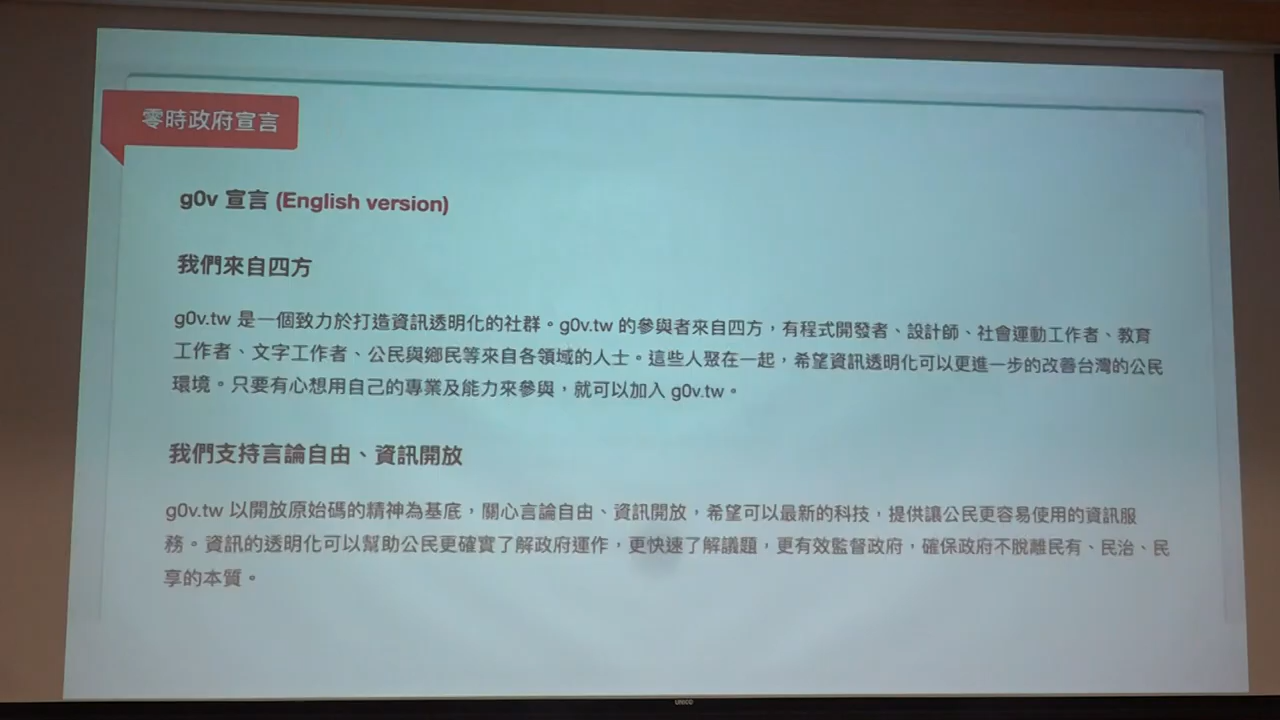 零時政府宣言
g0v 宣言 (English version)
我們來自四方
g0v.tw 是一個致力於打造資訊透明化的社群。g0v.tw 的參與者來自四方，有程式開發者、設計師、社會運動工作者、教育
工作者、文字工作者、公民與鄉民等來自各領域的人士。這些人聚在一起，希望資訊透明化可以更進一步的改善台灣的公民
環境。只要有心想用自己的專業及能力來參與，就可以加入 g0v.tw。
我們支持言論自由、資訊開放
g0v.tw 以開放原始碼的精神為基底，關心言論自由、資訊開放，希望可以最新的科技，提供讓公民更容易使用的資訊服
務。資訊的透明化可以幫助公民更確實了解政府運作，更快速了解議題，更有效監督政府，確保政府不脫離民有、民治、民
享的本質。